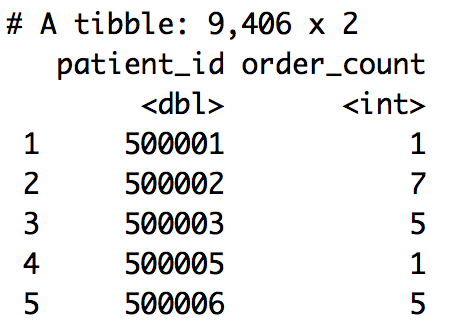 # A tibble: 9,406 x 2
patient_id order_count
<dbl> <int>
1 500001 1
2 500002 7
3 500003 5
4 500005 1
5 500006 5